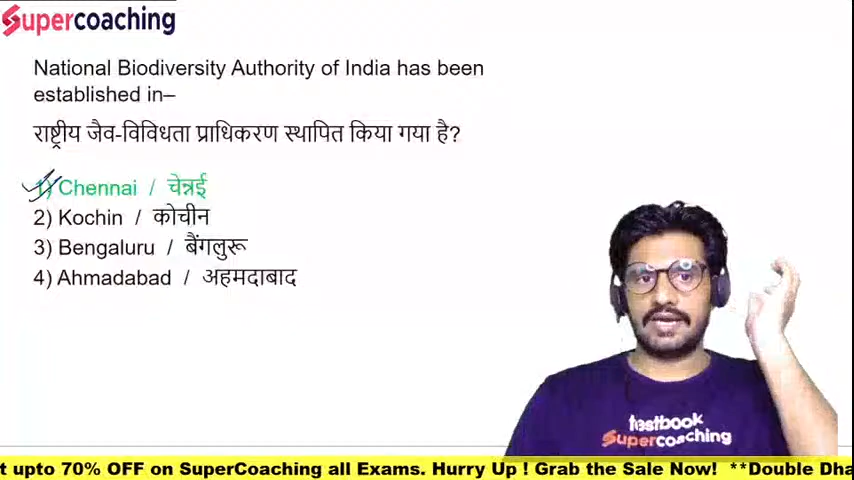 Supercoaching
National Biodiversity Authority of India has been
established in–
राष्ट्रीय जैव-विविधता प्राधिकरण स्थापित किया गया है?
1) Chennai / चेन्नई
2) Kochin / कोचीन
3) Bengaluru / बैंगलुरू
4) Ahmadabad / अहमदाबाद
testbook
Supercoaching
t upto 70% OFF on SuperCoaching all Exams. Hurry Up ! Grab the Sale Now! **Double Dha